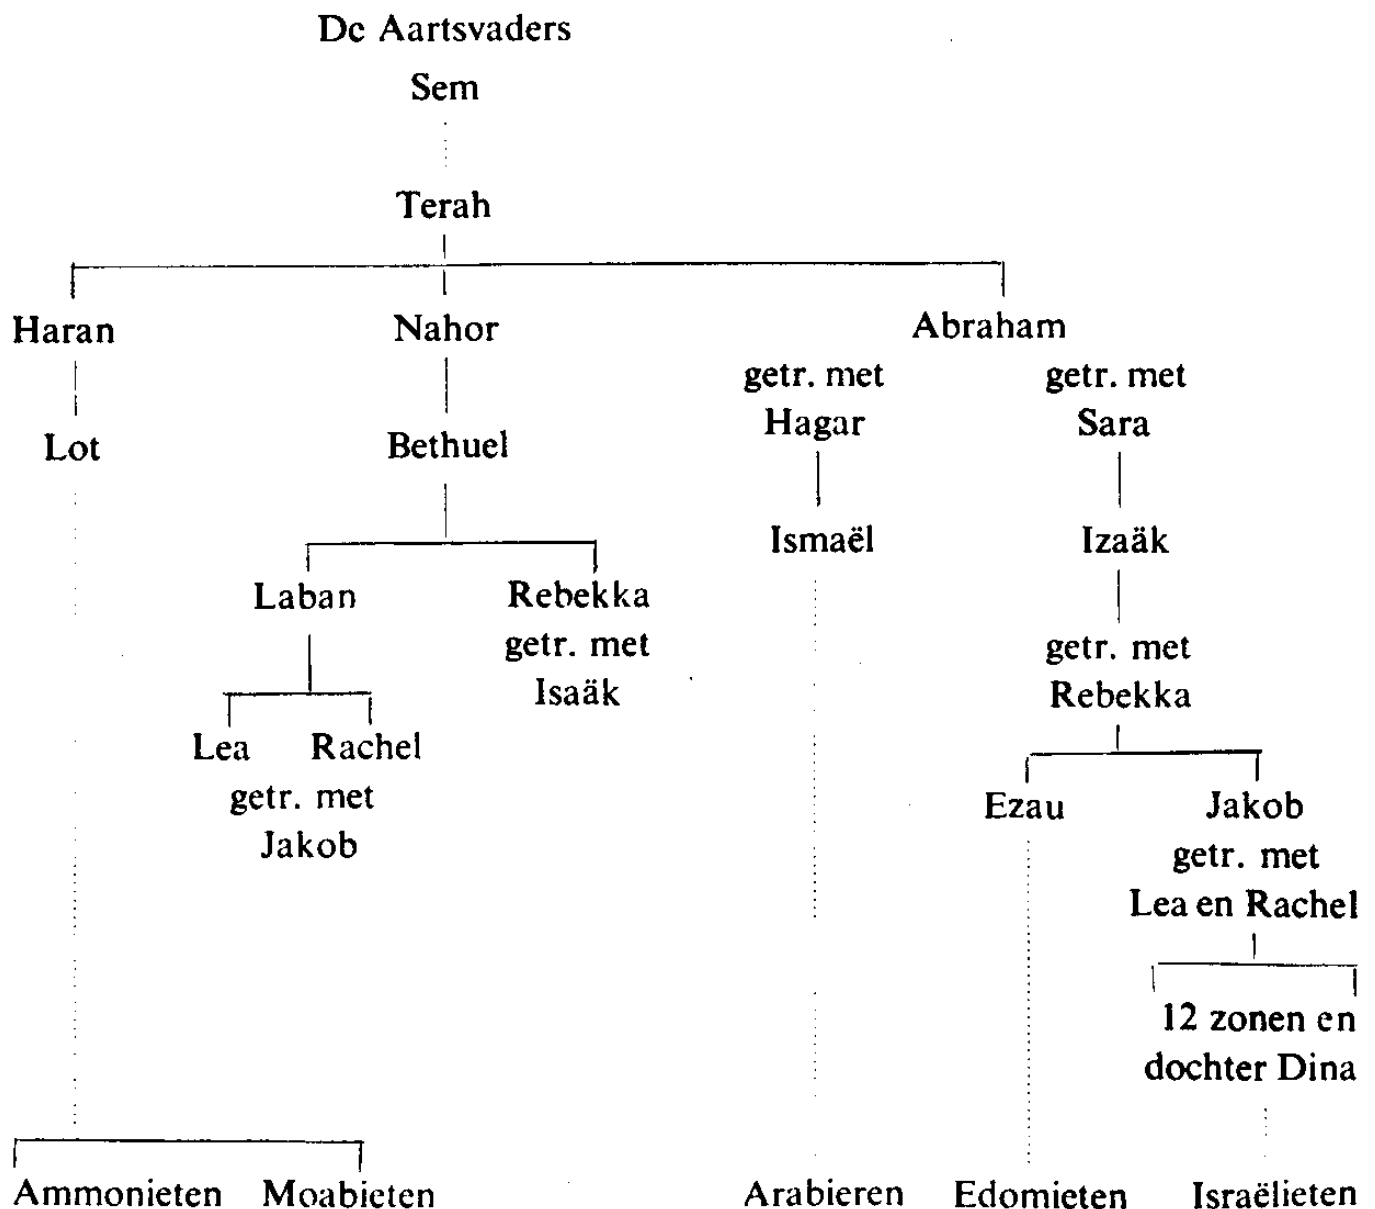 De Aartsvaders
Sem
Terah
Haran Nahor Abraham
getr. met getr. met
Hagar Sara
Lot Bethuel
Ismaël Izaäk
Laban Rebekka
getr. met getr. met
Isaäk Rebekka
Lea Rachel
getr. met Ezau Jakob
Jakob getr. met
Lea en Rachel
12 zonen en
dochter Dina
Ammonieten Moabieten Arabieren Edomieten Israëlieten